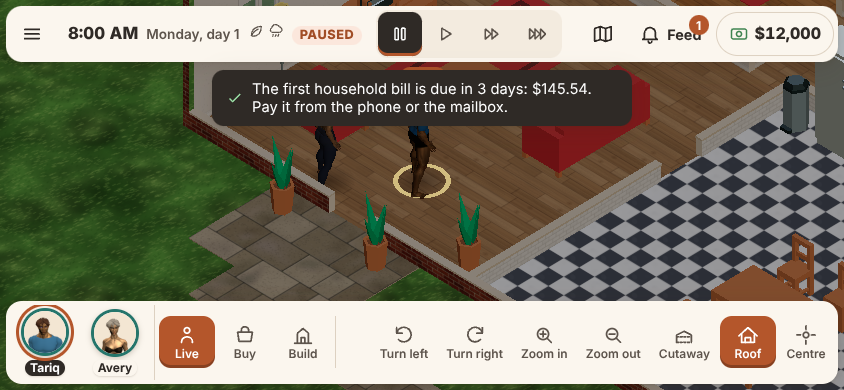 8:00 AM Monday, day 1 PAUSED Feed 1 $12,000
The first household bill is due in 3 days: $145.54.
Pay it from the phone or the mailbox.
Tariq Avery Live Buy Build Turn left Turn right Zoom in Zoom out Cutaway Roof Centre